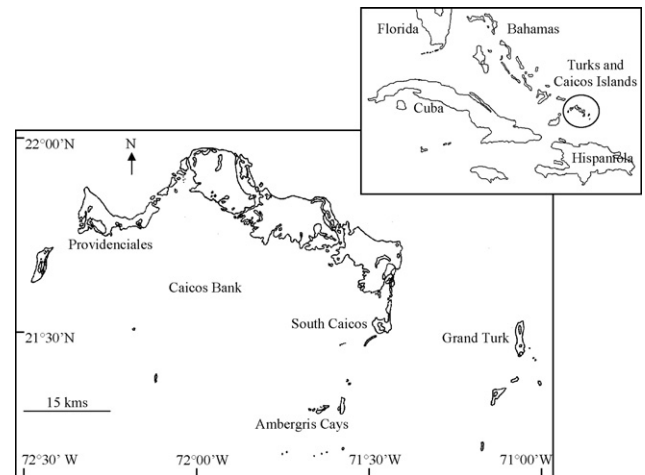 Florida
Bahamas
Turks and
Caicos Islands
Cuba
Hispaniola
22°00'N
N
Providenciales
Caicos Bank
South Caicos
Grand Turk
21°30'N
15 kms
Ambergris Cays
72°30' W
72°00' W
71°30' W
71°00' W